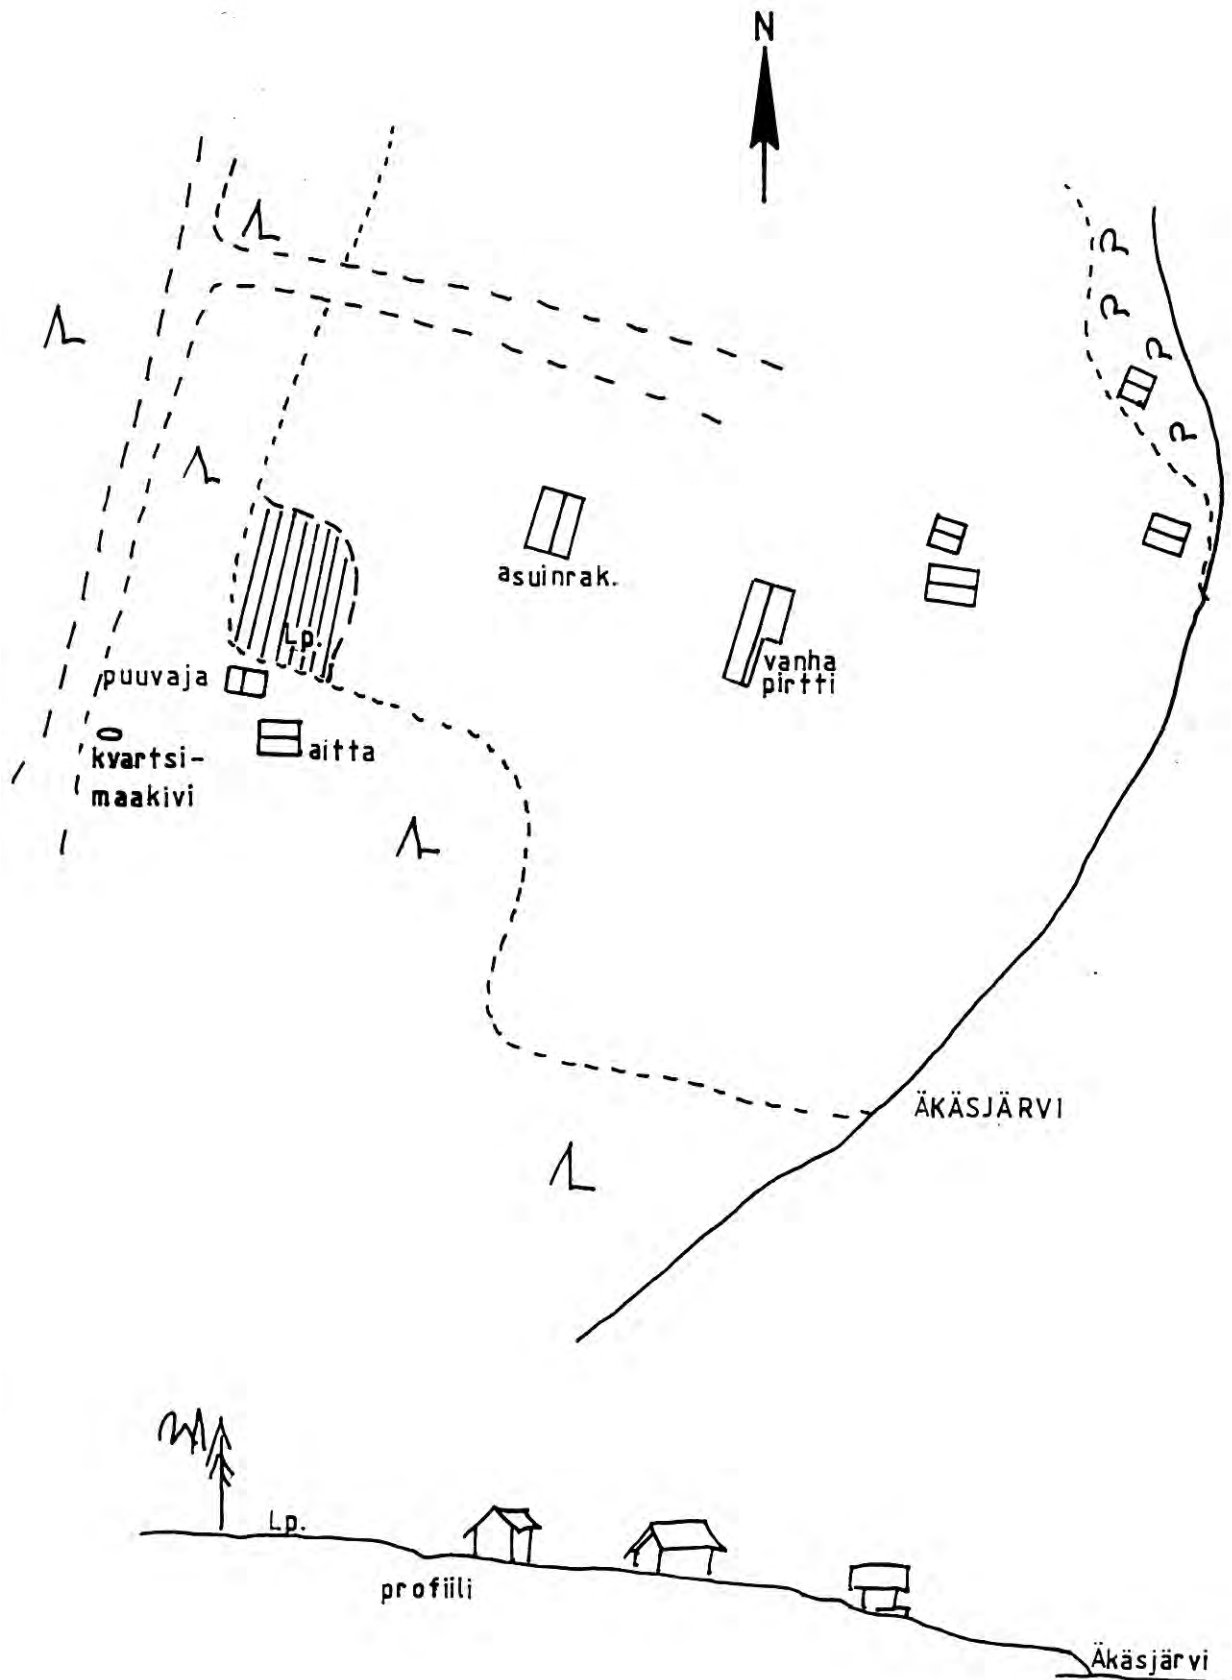 N
asuinrak.
Lp.
puuvaja
vanha
pirtti
aitta
kvartsi-
maakivi
ÄKÄSJÄRVI
Lp.
profiili
Äkäsjärvi